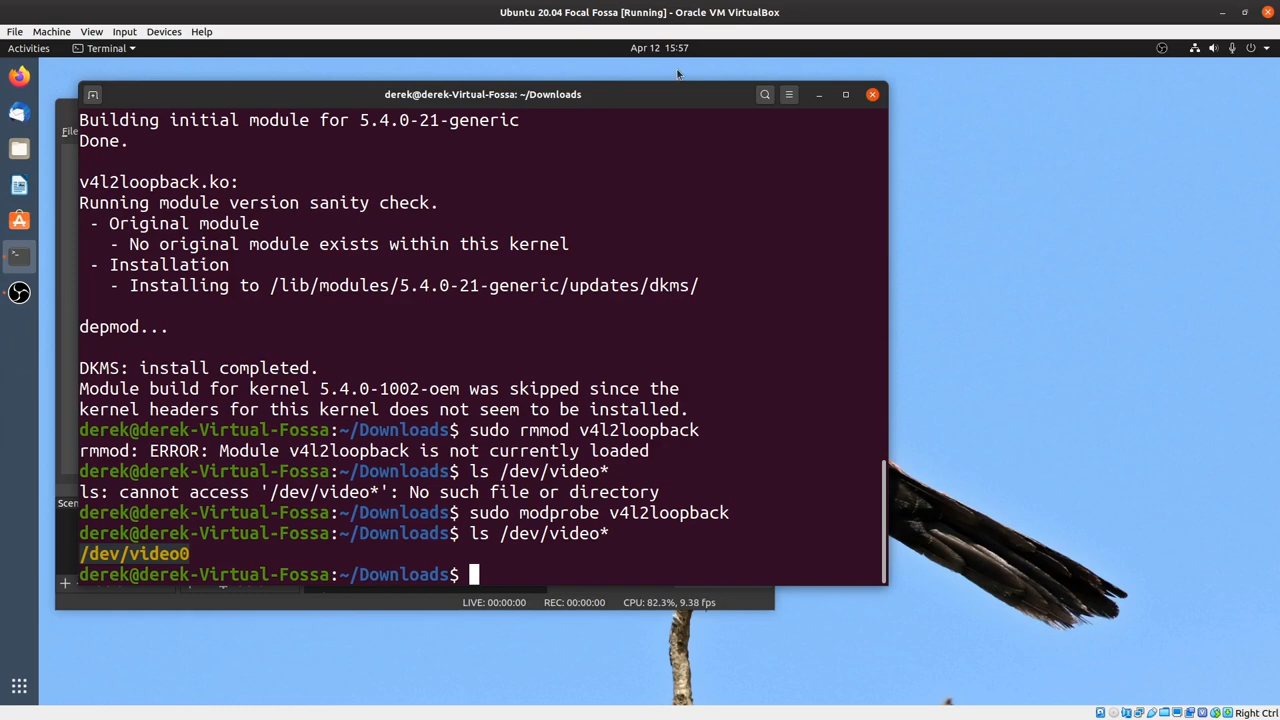 Ubuntu 20.04 Focal Fossa [Running] - Oracle VM VirtualBox
File Machine View Input Devices Help
Activities Terminal Apr 12 15:57
derek@derek-Virtual-Fossa: ~/Downloads
File
Building initial module for 5.4.0-21-generic
Done.
v4l2loopback.ko:
Running module version sanity check.
- Original module
- No original module exists within this kernel
- Installation
- Installing to /lib/modules/5.4.0-21-generic/updates/dkms/
depmod...
DKMS: install completed.
Module build for kernel 5.4.0-1002-oem was skipped since the
kernel headers for this kernel does not seem to be installed.
derek@derek-Virtual-Fossa:~/Downloads$ sudo rmmod v4l2loopback
rmmod: ERROR: Module v4l2loopback is not currently loaded
derek@derek-Virtual-Fossa:~/Downloads$ ls /dev/video*
ls: cannot access '/dev/video*': No such file or directory
Scen
derek@derek-Virtual-Fossa:~/Downloads$ sudo modprobe v4l2loopback
derek@derek-Virtual-Fossa:~/Downloads$ ls /dev/video*
/dev/video0
derek@derek-Virtual-Fossa:~/Downloads$
LIVE: 00:00:00 REC: 00:00:00 CPU: 82.3%, 9.38 fps
Right Ctrl